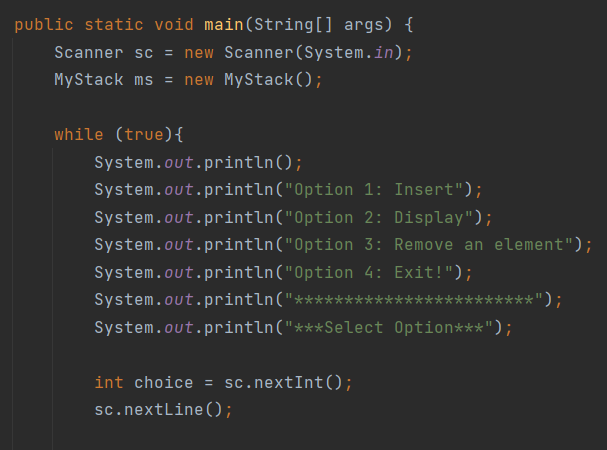 public static void main(String[] args) {
Scanner sc = new Scanner(System.in);
MyStack ms = new MyStack();
while (true){
System.out.println();
System.out.println("Option 1: Insert");
System.out.println("Option 2: Display");
System.out.println("Option 3: Remove an element");
System.out.println("Option 4: Exit!");
System.out.println("************************");
System.out.println("***Select Option***");
int choice = sc.nextInt();
sc.nextLine();